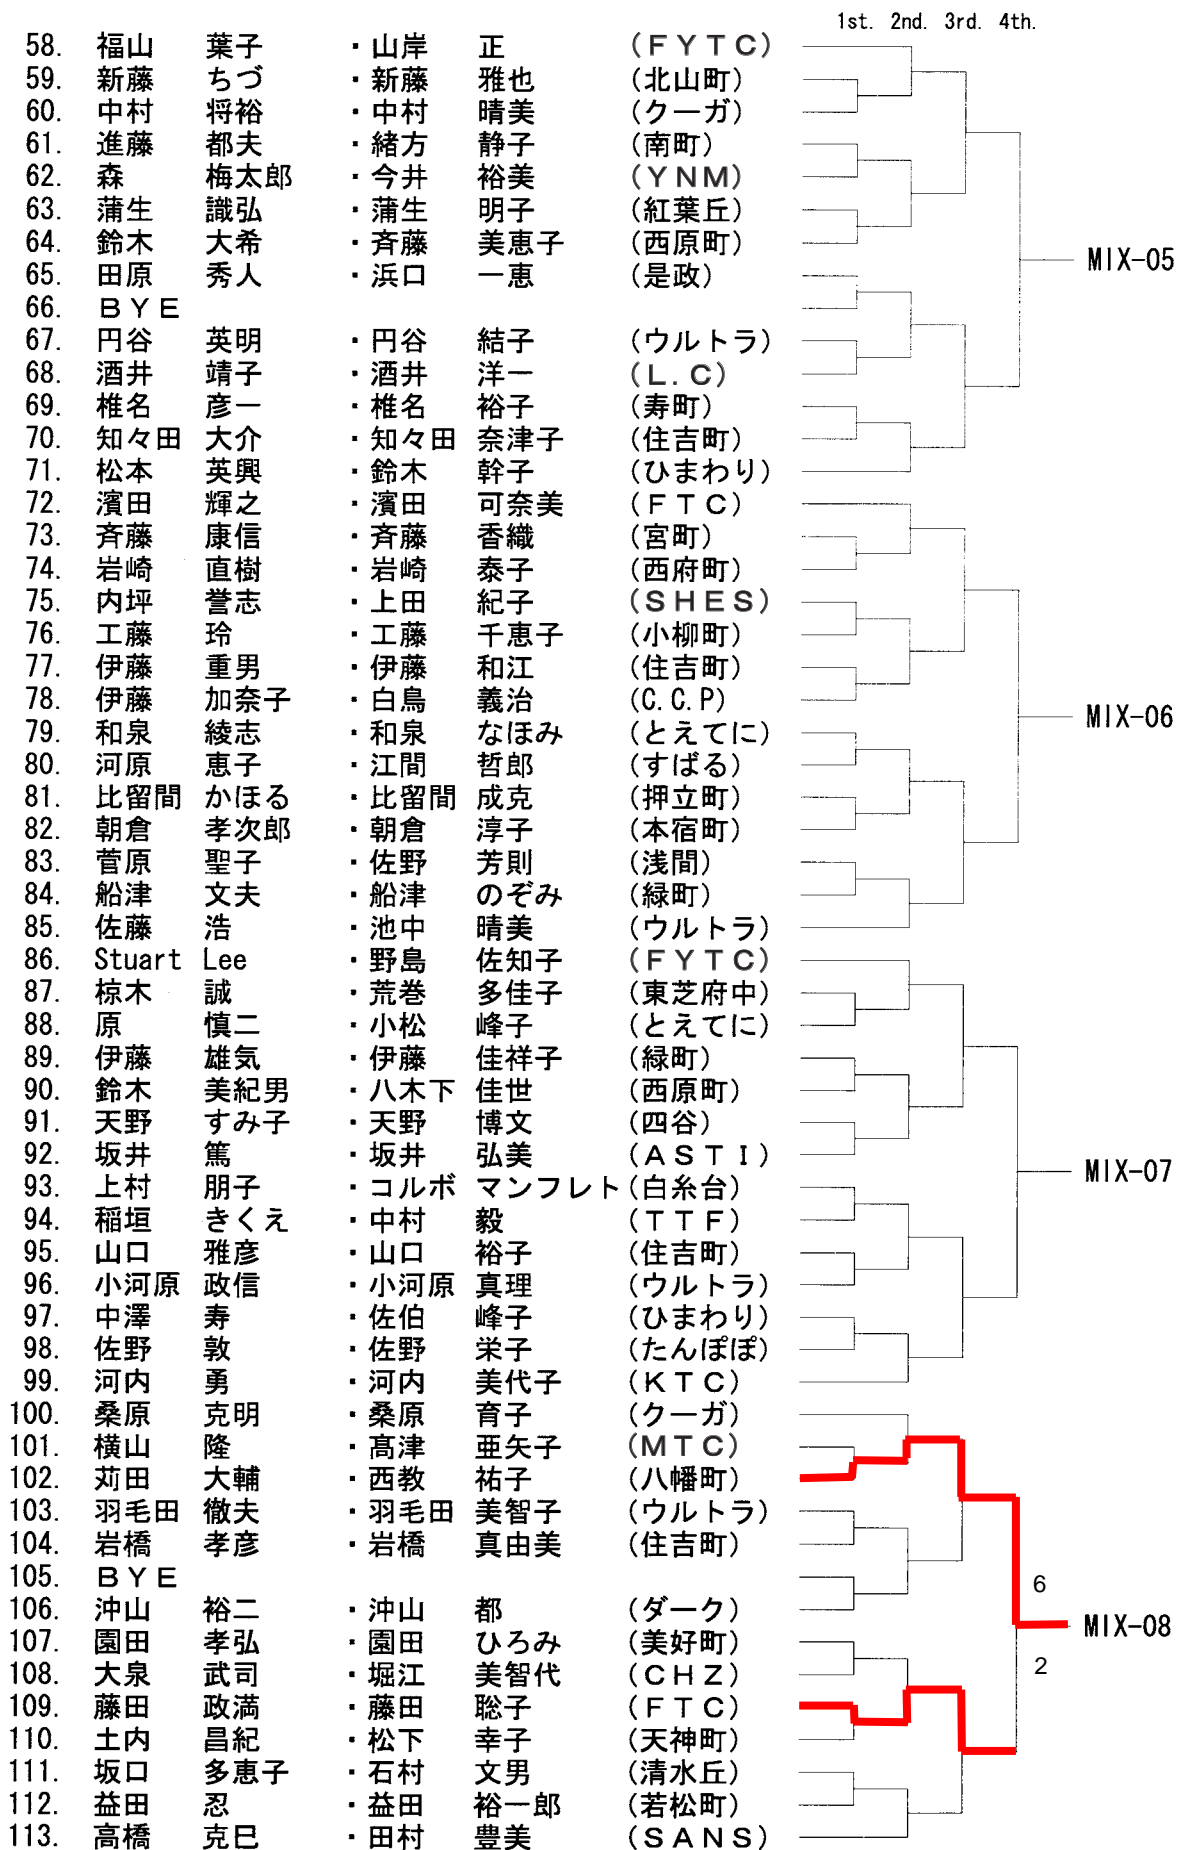 1st. 2nd. 3rd. 4th.
58. 福山 葉子 ・山岸 正 (ＦＹＴＣ)
59. 新藤 ちづ ・新藤 雅也 (北山町)
60. 中村 将裕 ・中村 晴美 (クーガ)
61. 進藤 都夫 ・緒方 静子 (南町)
62. 森 梅太郎 ・今井 裕美 (ＹＮＭ)
63. 蒲生 識弘 ・蒲生 明子 (紅葉丘)
64. 鈴木 大希 ・斉藤 美恵子 (西原町)
MIX-05
65. 田原 秀人 ・浜口 一恵 (是政)
66. ＢＹＥ
67. 円谷 英明 ・円谷 結子 (ウルトラ)
68. 酒井 靖子 ・酒井 洋一 (L.C)
69. 椎名 彦一 ・椎名 裕子 (寿町)
70. 知々田 大介 ・知々田 奈津子 (住吉町)
71. 松本 英興 ・鈴木 幹子 (ひまわり)
72. 濱田 輝之 ・濱田 可奈美 (ＦＴＣ)
73. 斉藤 康信 ・斉藤 香織 (宮町)
74. 岩崎 直樹 ・岩崎 泰子 (西府町)
75. 内坪 誉志 ・上田 紀子 (ＳＨＥＳ)
76. 工藤 玲 ・工藤 千恵子 (小柳町)
77. 伊藤 重男 ・伊藤 和江 (住吉町)
78. 伊藤 加奈子 ・白鳥 義治 (C.C.P)
MIX-06
79. 和泉 綾志 ・和泉 なほみ (とえてに)
80. 河原 恵子 ・江間 哲郎 (すばる)
81. 比留間 かほる ・比留間 成克 (押立町)
82. 朝倉 孝次郎 ・朝倉 淳子 (本宿町)
83. 菅原 聖子 ・佐野 芳則 (浅間)
84. 船津 文夫 ・船津 のぞみ (緑町)
85. 佐藤 浩 ・池中 晴美 (ウルトラ)
86. Stuart Lee ・野島 佐知子 (ＦＹＴＣ)
87. 椋木 誠 ・荒巻 多佳子 (東芝府中)
88. 原 慎二 ・小松 峰子 (とえてに)
89. 伊藤 雄気 ・伊藤 佳祥子 (緑町)
90. 鈴木 美紀男 ・八木下 佳世 (西原町)
91. 天野 すみ子 ・天野 博文 (四谷)
92. 坂井 篤 ・坂井 弘美 (ＡＳＴＩ)
MIX-07
93. 上村 朋子 ・コルボ マンフレト (白糸台)
94. 稲垣 きくえ ・中村 毅 (ＴＴＦ)
95. 山口 雅彦 ・山口 裕子 (住吉町)
96. 小河原 政信 ・小河原 真理 (ウルトラ)
97. 中澤 寿 ・佐伯 峰子 (ひまわり)
98. 佐野 敦 ・佐野 栄子 (たんぽぽ)
99. 河内 勇 ・河内 美代子 (ＫＴＣ)
100. 桑原 克明 ・桑原 育子 (クーガ)
101. 横山 隆 ・髙津 亜矢子 (ＭＴＣ)
102. 苅田 大輔 ・西教 祐子 (八幡町)
103. 羽毛田 徹夫 ・羽毛田 美智子 (ウルトラ)
104. 岩橋 孝彦 ・岩橋 真由美 (住吉町)
105. ＢＹＥ
6
106. 沖山 裕二 ・沖山 都 (ダーク)
MIX-08
107. 園田 孝弘 ・園田 ひろみ (美好町)
108. 大泉 武司 ・堀江 美智代 (ＣＨＺ)
2
109. 藤田 政満 ・藤田 聡子 (ＦＴＣ)
110. 土内 昌紀 ・松下 幸子 (天神町)
111. 坂口 多恵子 ・石村 文男 (清水丘)
112. 益田 忍 ・益田 裕一郎 (若松町)
113. 高橋 克巳 ・田村 豊美 (ＳＡＮＳ)